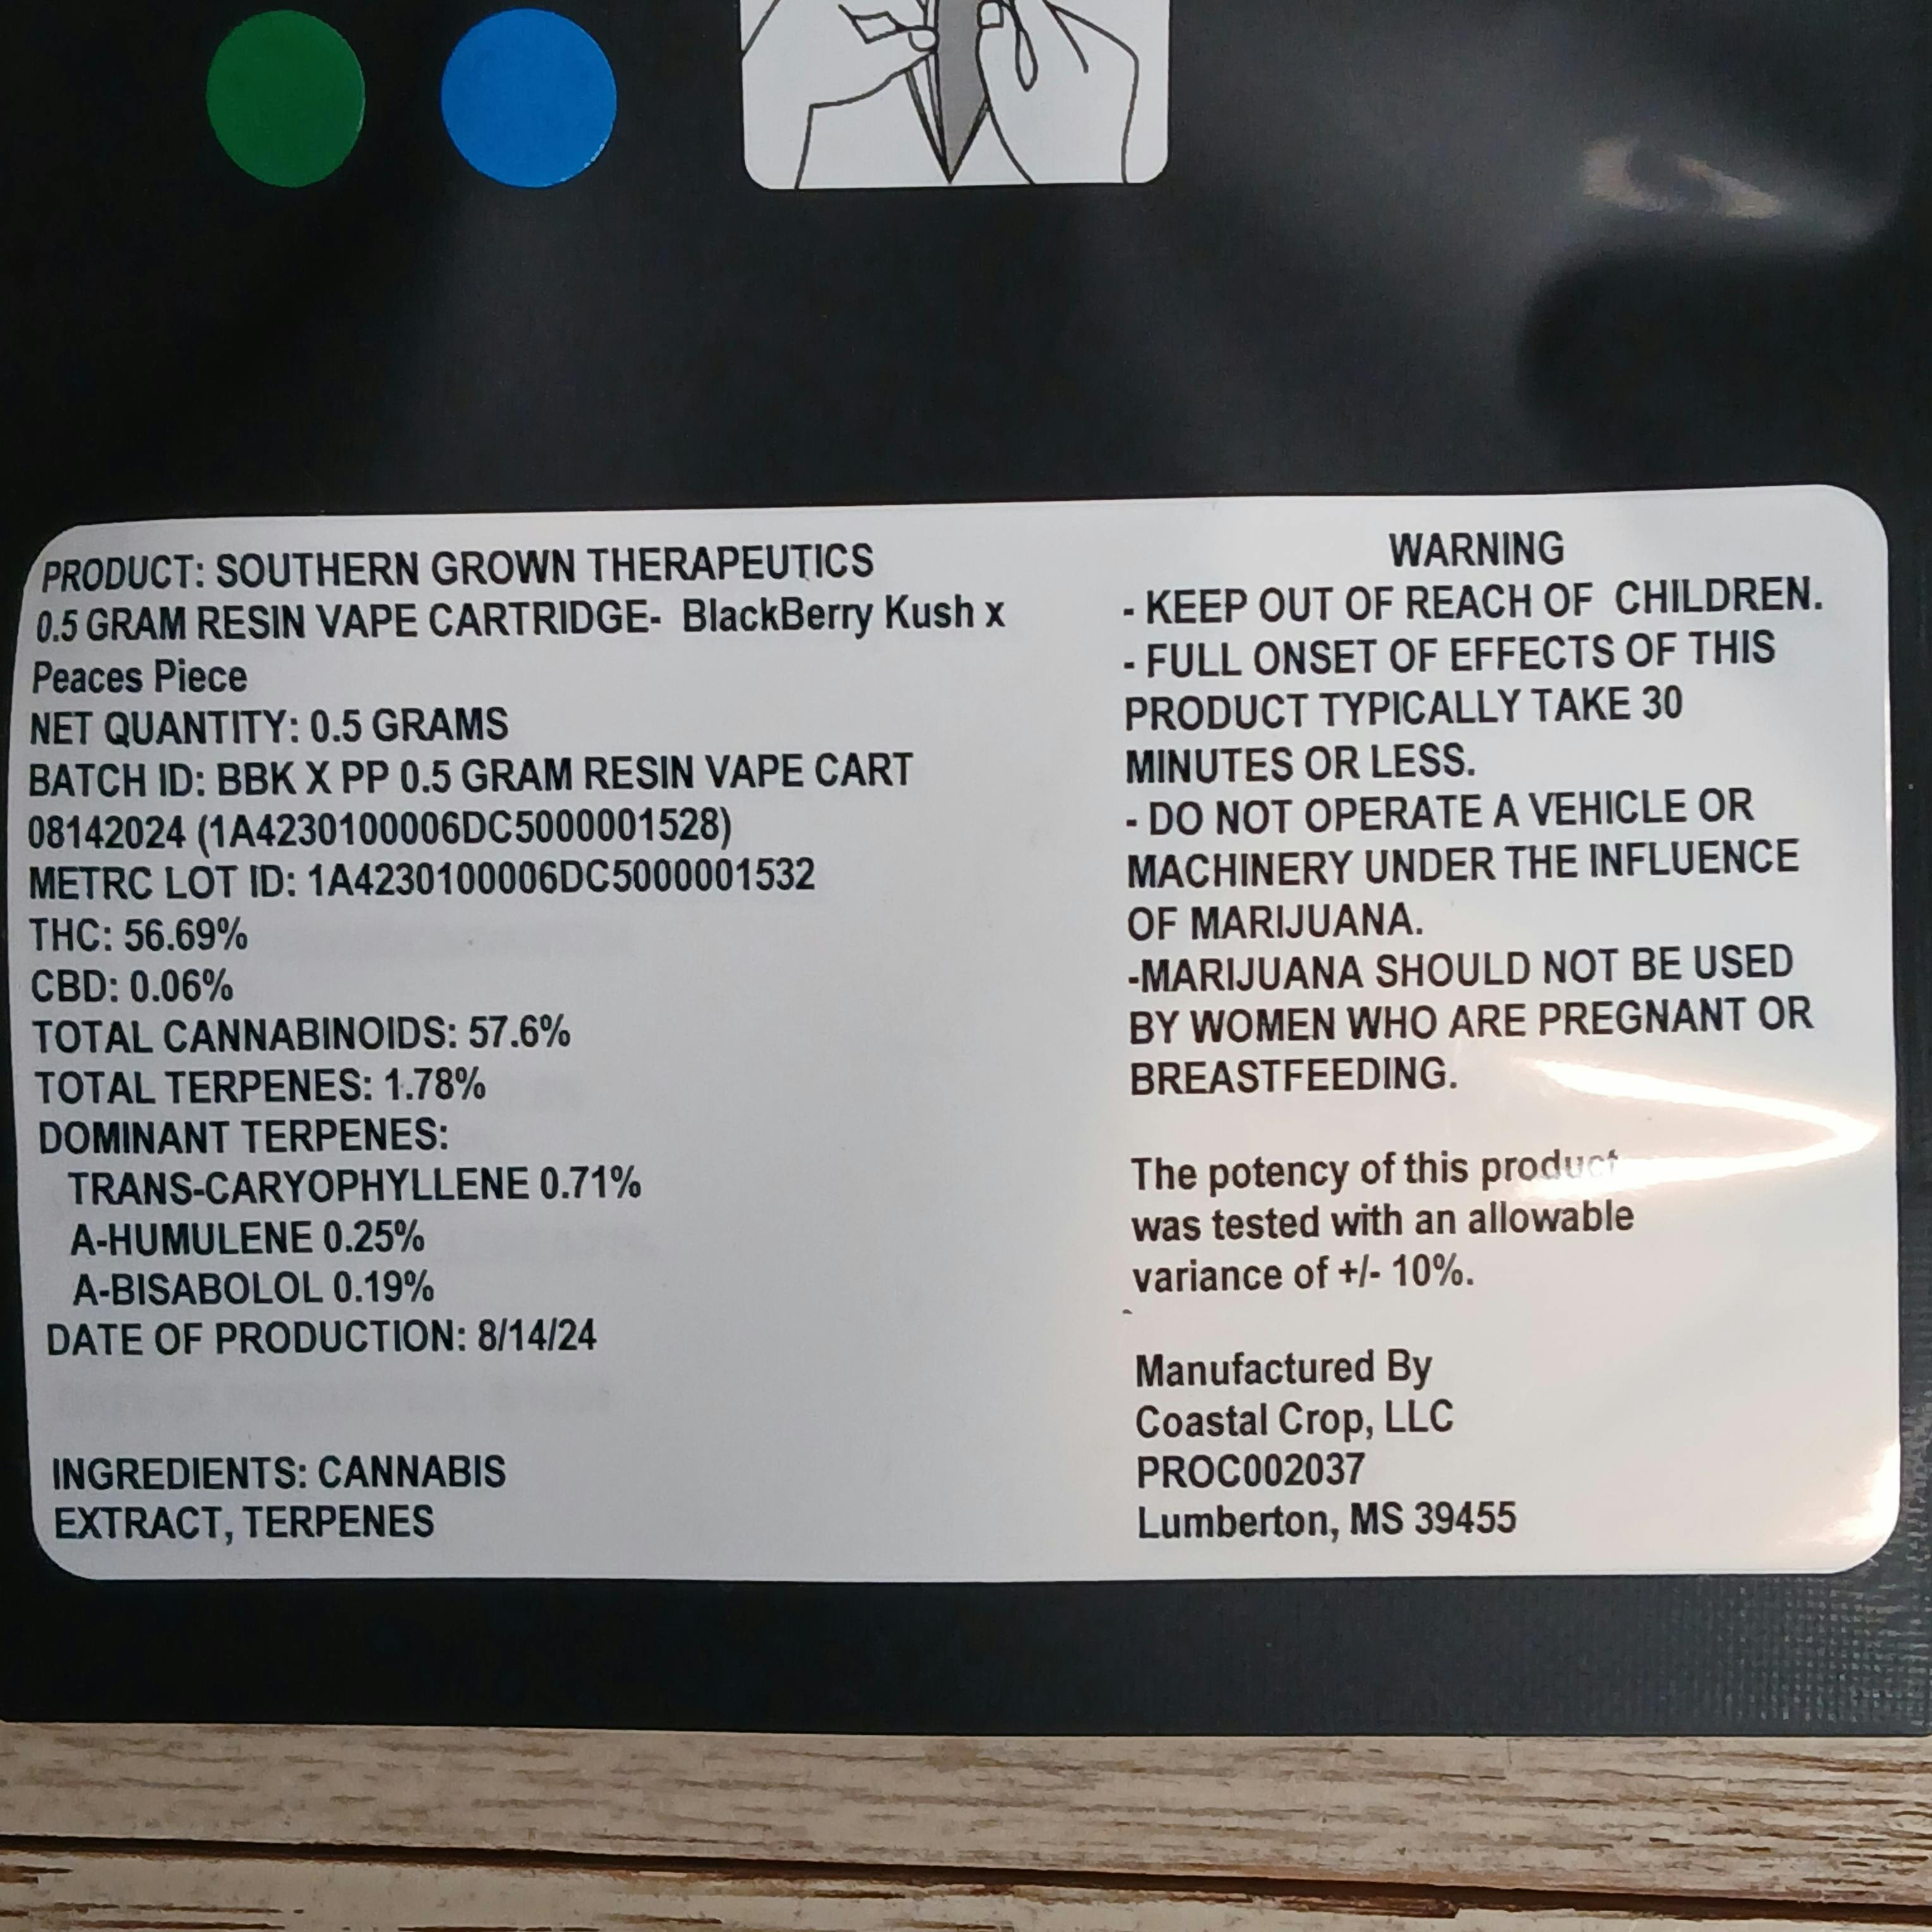 PRODUCT: SOUTHERN GROWN THERAPEUTICS
0.5 GRAM RESIN VAPE CARTRIDGE- BlackBerry Kush x
Peaces Piece
NET QUANTITY: 0.5 GRAMS
BATCH ID: BBK X PP 0.5 GRAM RESIN VAPE CART
08142024 (1A4230100006DC5000001528)
METRC LOT ID: 1A4230100006DC5000001532
THC: 56.69%
CBD: 0.06%
TOTAL CANNABINOIDS: 57.6%
TOTAL TERPENES: 1.78%
DOMINANT TERPENES:
TRANS-CARYOPHYLLENE 0.71%
A-HUMULENE 0.25%
A-BISABOLOL 0.19%
DATE OF PRODUCTION: 8/14/24
INGREDIENTS: CANNABIS
EXTRACT, TERPENES
WARNING
- KEEP OUT OF REACH OF CHILDREN.
- FULL ONSET OF EFFECTS OF THIS
PRODUCT TYPICALLY TAKE 30
MINUTES OR LESS.
- DO NOT OPERATE A VEHICLE OR
MACHINERY UNDER THE INFLUENCE
OF MARIJUANA.
-MARIJUANA SHOULD NOT BE USED
BY WOMEN WHO ARE PREGNANT OR
BREASTFEEDING.
The potency of this product
was tested with an allowable
variance of +/- 10%.
Manufactured By
Coastal Crop, LLC
PROC002037
Lumberton, MS 39455